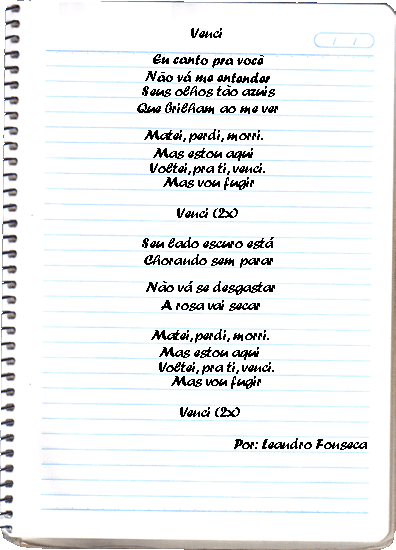 Venci
Eu canto pra você
Não vá me entender
Seus olhos tão azuis
Que brilham ao me ver
Matei, perdi, morri.
Mas estou aqui
Voltei, pra ti, venci.
Mas vou fugir
Venci (2x)
Seu lado escuro está
Chorando sem parar
Não vá se desgastar
A rosa vai secar
Matei, perdi, morri.
Mas estou aqui
Voltei, pra ti, venci.
Mas vou fugir
Venci (2x)
Por: Leandro Fonseca